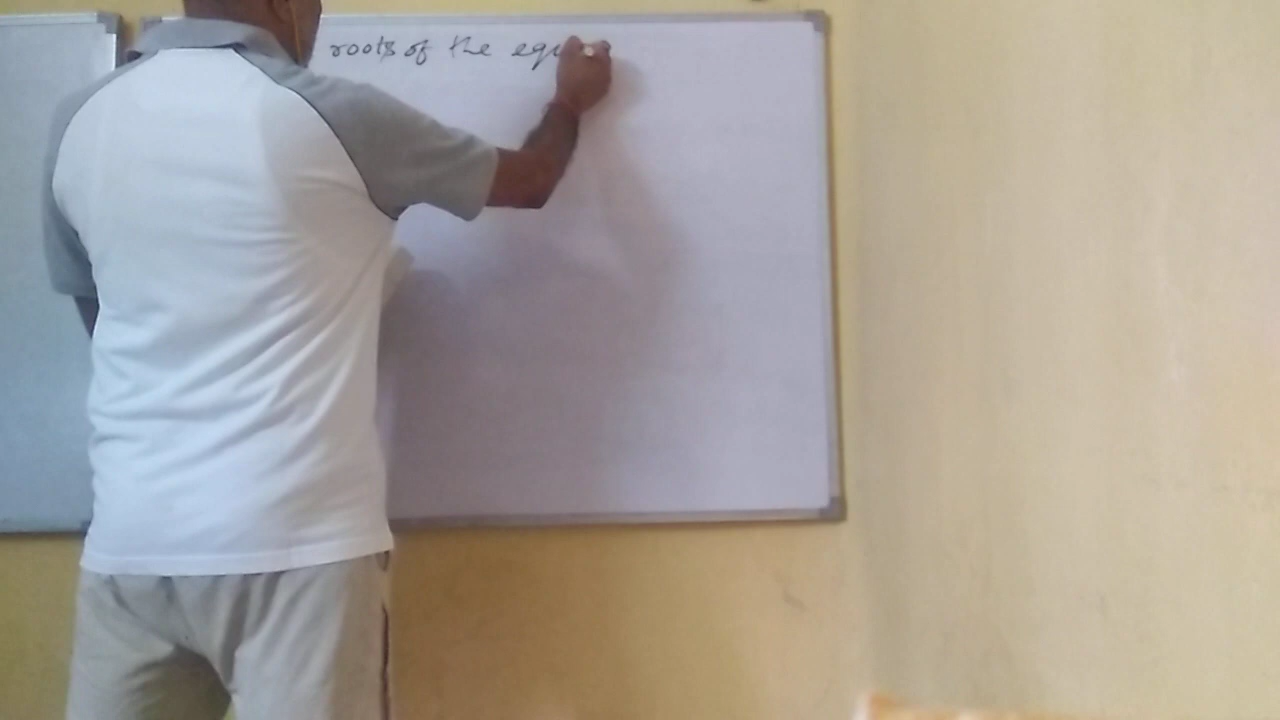 roots of the equ